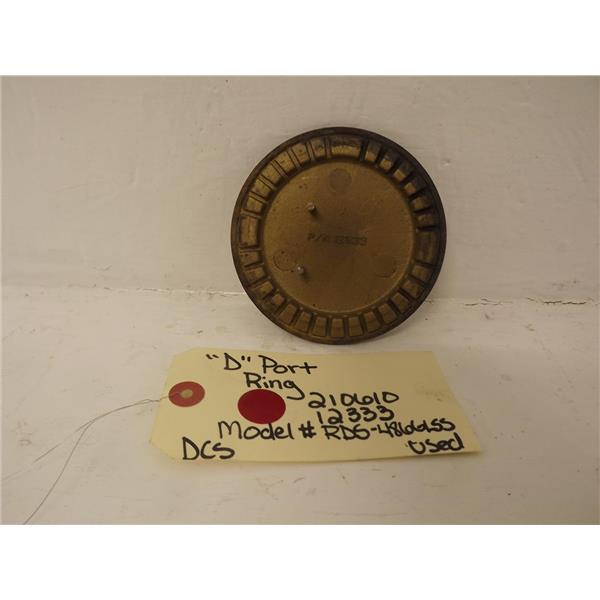 P/N 12333
"D" Port
Ring
210610
12333
Model # RDS-486GLSS
DCS
used